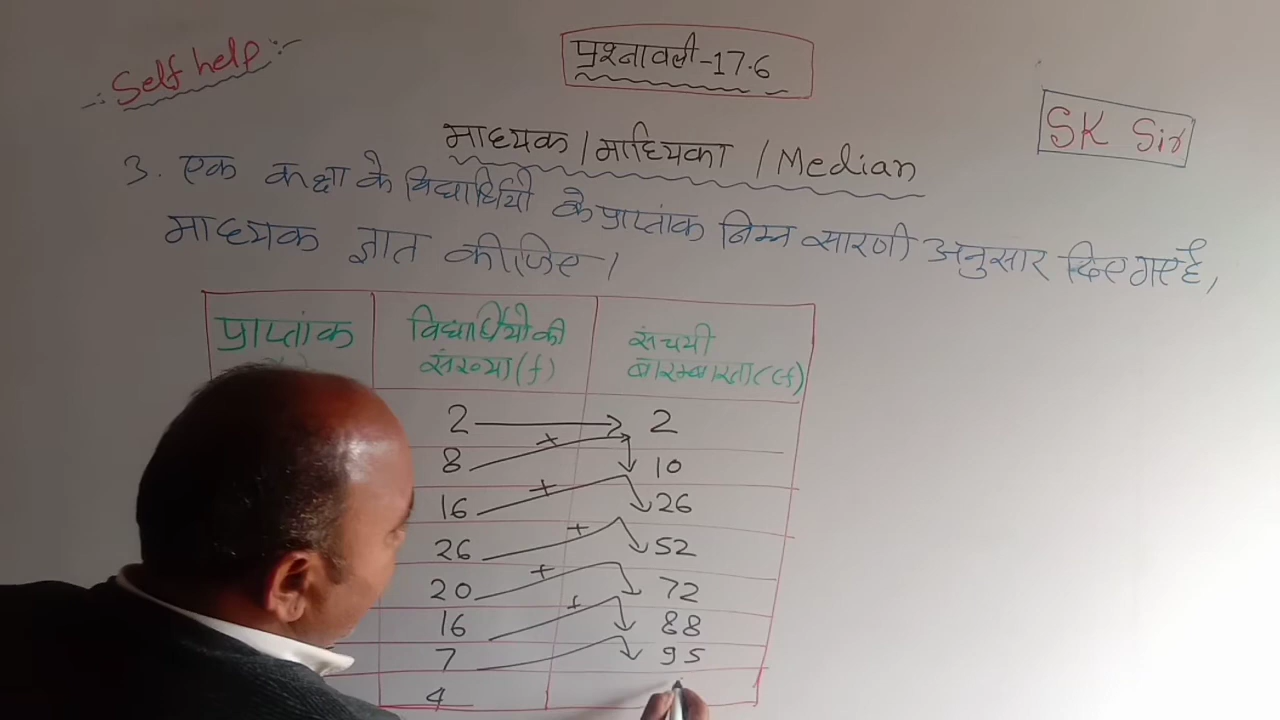 Self help
प्रश्नावली-17.6
SK Sir
माध्यक / माध्यिका / Median
3. एक कक्षा के विद्यार्थियों के प्राप्तांक निम्न सारणी अनुसार दिए गए है,
माध्यक ज्ञात कीजिए।
प्राप्तांक विद्यार्थियों की संचयी
संख्या (f) बारम्बारता (cf)
2 2
8 + 10
16 + 26
26 + 52
20 + 72
16 + 88
7 95
4